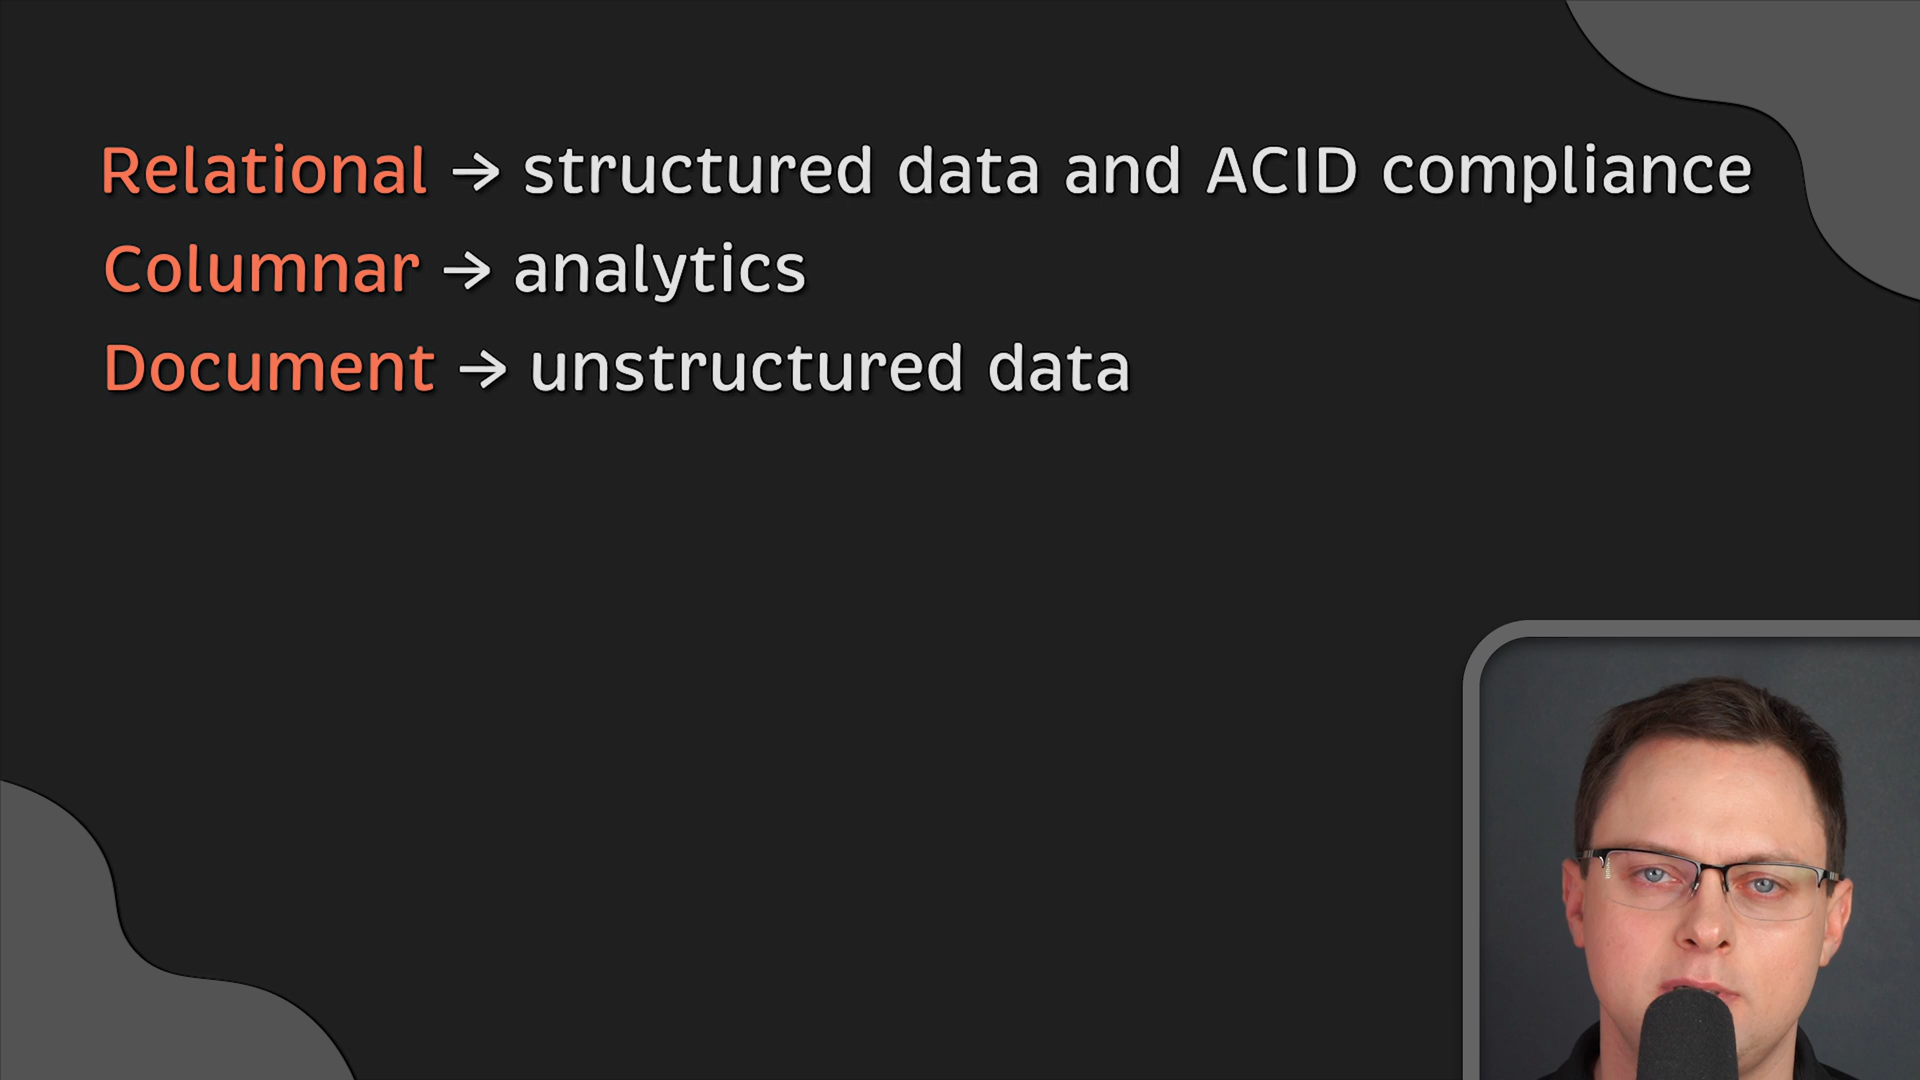 Relational → structured data and ACID compliance
Columnar → analytics
Document → unstructured data